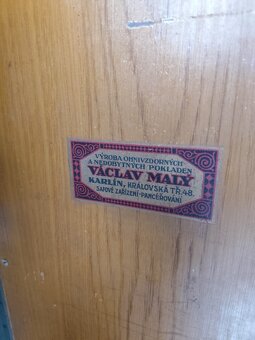 VÝROBA OHNIVZDORNÝCH
A NEDOBYTNÝCH POKLADEN
VÁCLAV MALÝ
KARLÍN, KRÁLOVSKÁ TŘ. 48.
SAFOVÉ ZAŘÍZENÍ-PANCÉŘOVÁNÍ